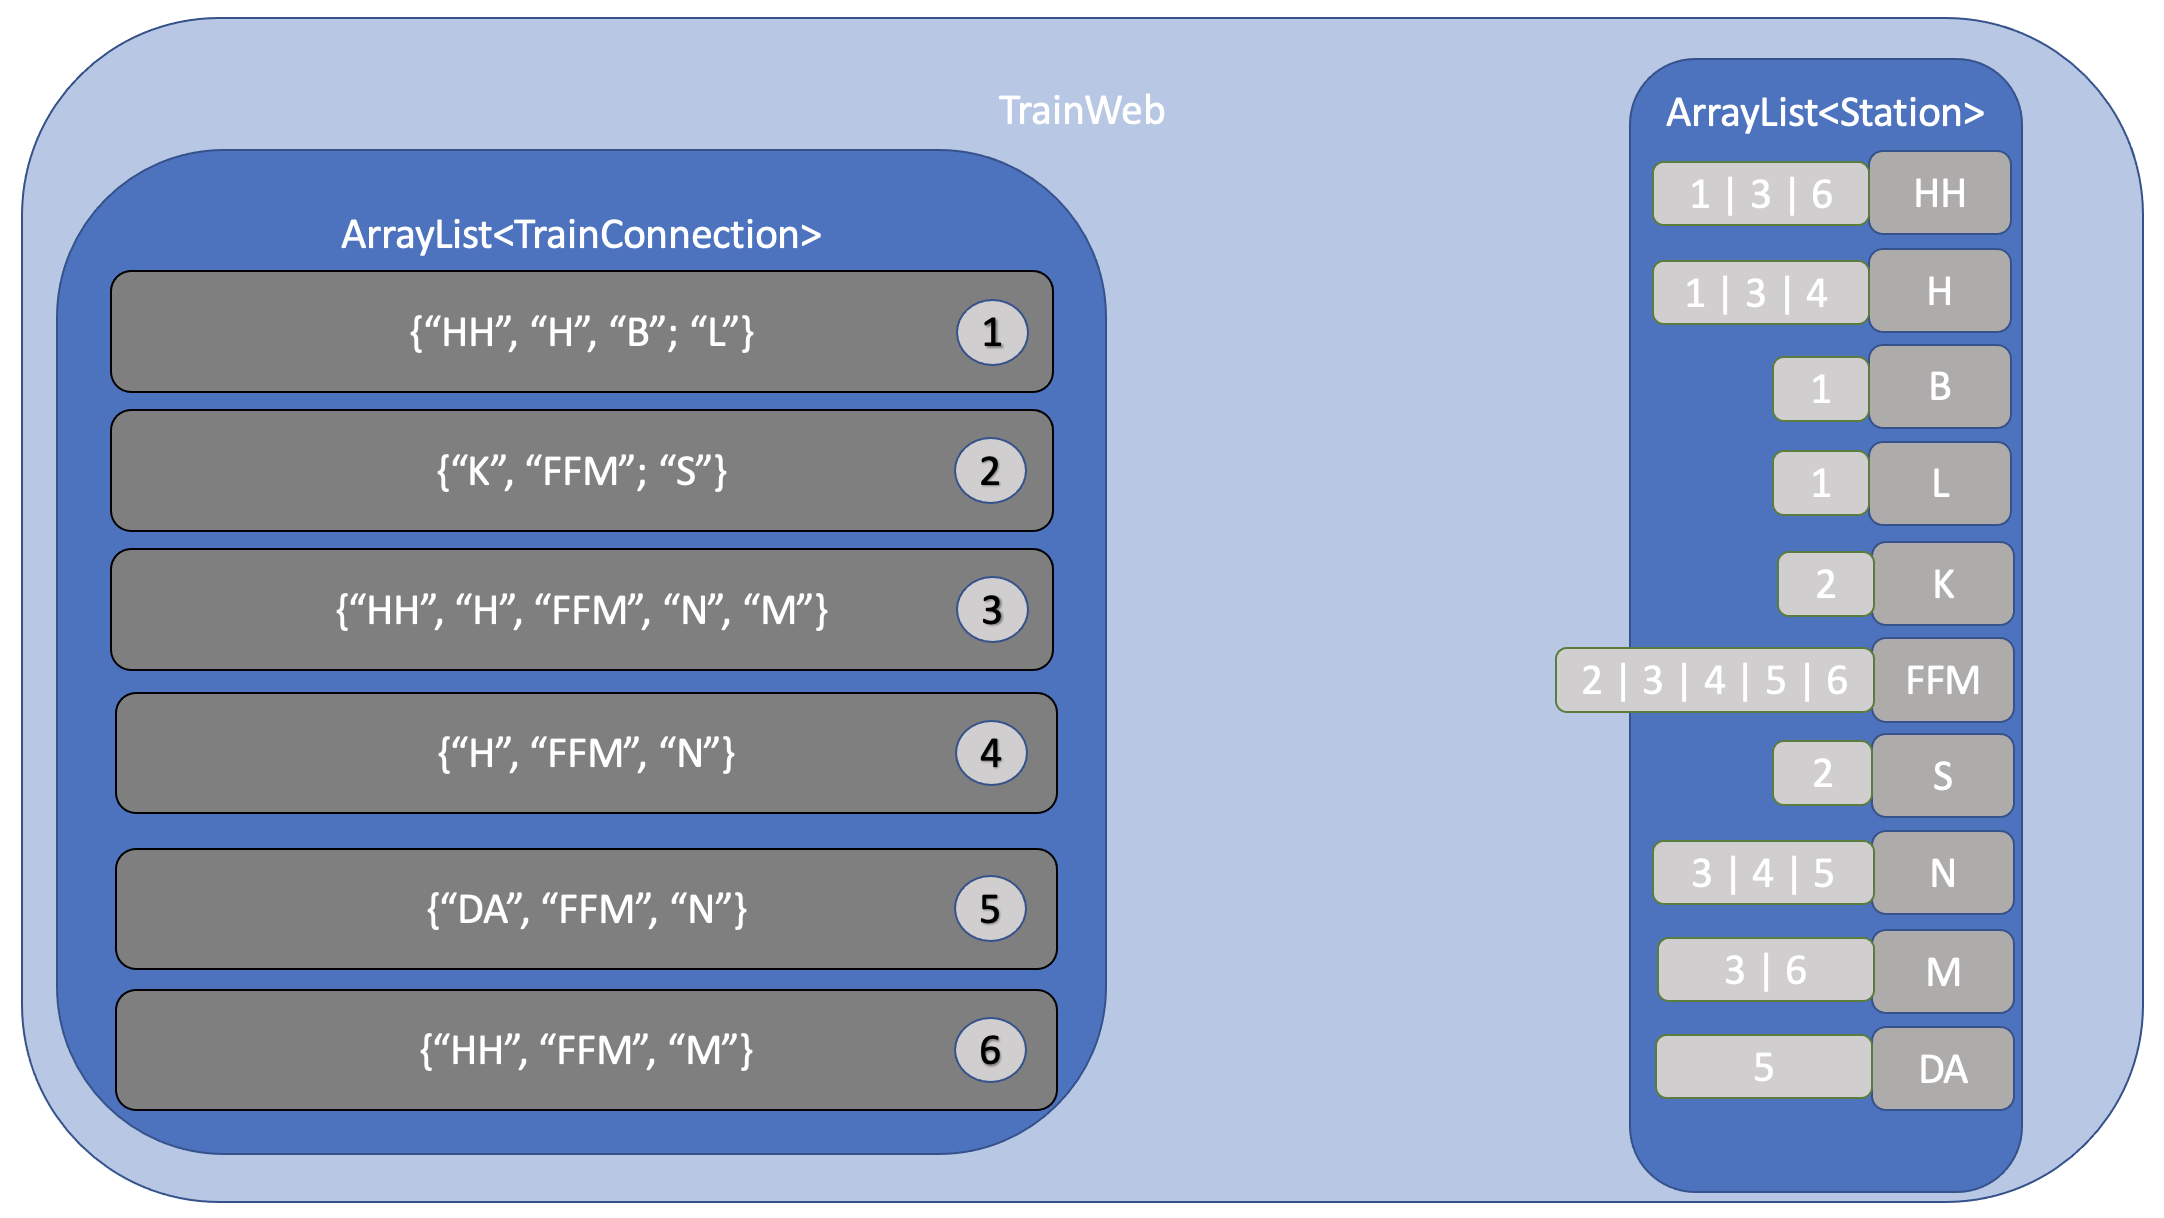 TrainWeb
ArrayList<TrainConnection>
{“HH”, “H”, “B”; “L”} 1
{“K”, “FFM”; “S”} 2
{“HH”, “H”, “FFM”, “N”, “M”} 3
{“H”, “FFM”, “N”} 4
{“DA”, “FFM”, “N”} 5
{“HH”, “FFM”, “M”} 6
ArrayList<Station>
1 | 3 | 6 HH
1 | 3 | 4 H
1 B
1 L
2 K
2 | 3 | 4 | 5 | 6 FFM
2 S
3 | 4 | 5 N
3 | 6 M
5 DA